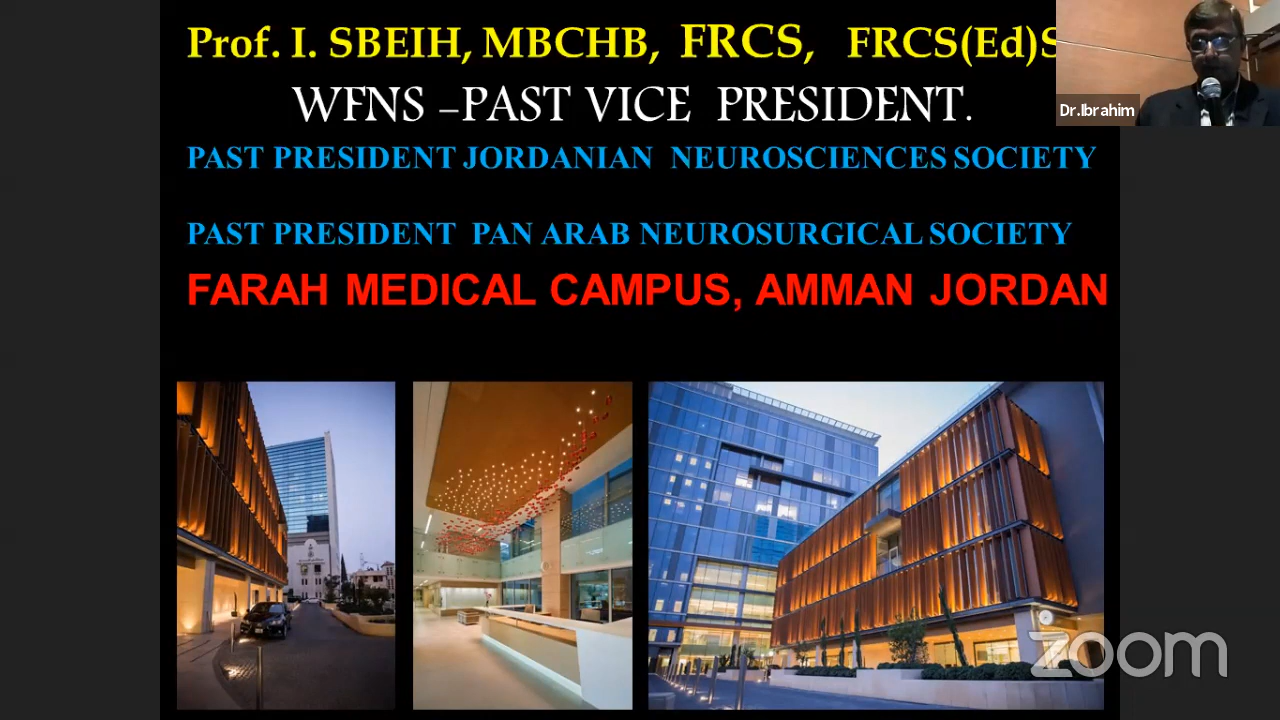 Prof. I. SBEIH, MBCHB, FRCS, FRCS(Ed)S
WFNS –PAST VICE PRESIDENT.
PAST PRESIDENT JORDANIAN NEUROSCIENCES SOCIETY
PAST PRESIDENT PAN ARAB NEUROSURGICAL SOCIETY
FARAH MEDICAL CAMPUS, AMMAN JORDAN
Dr.Ibrahim
zoom